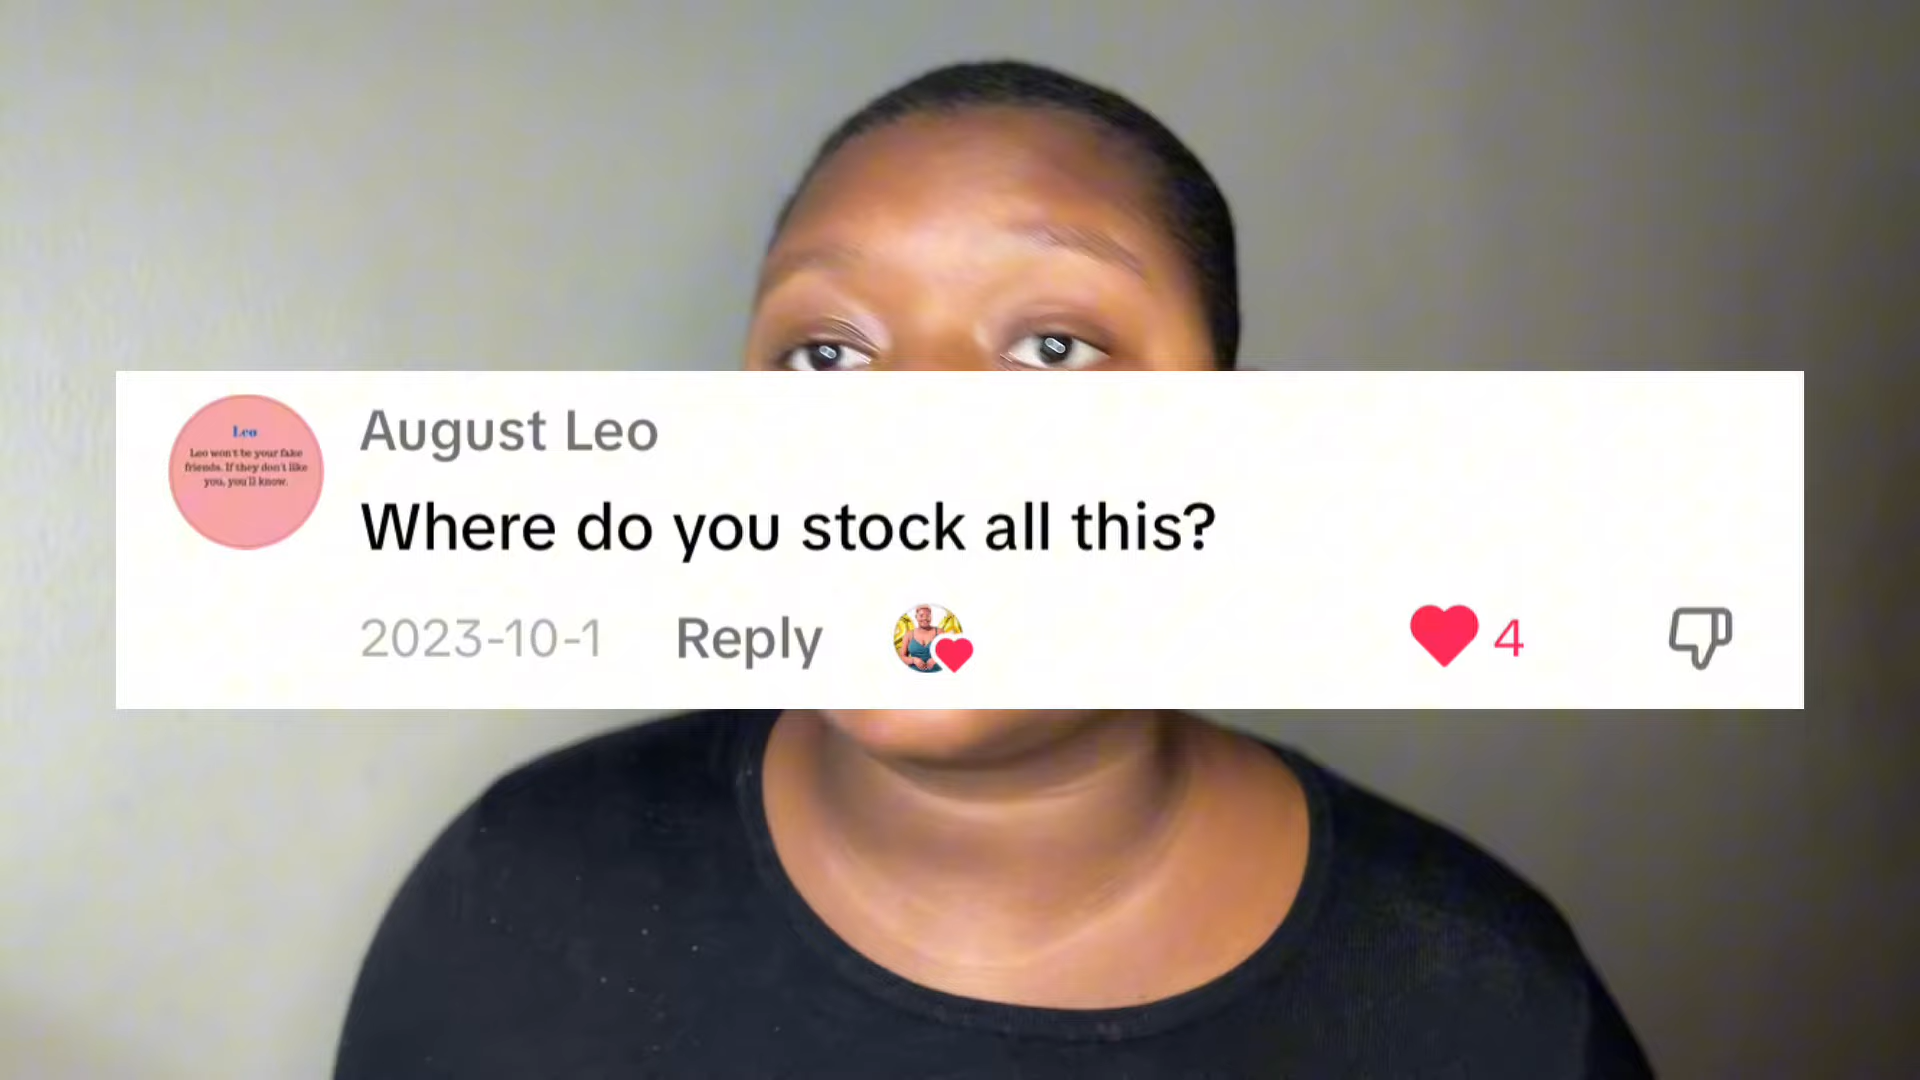 Leo
Leo won't be your fake
friends. If they don't like
you, you'll know.
August Leo
Where do you stock all this?
2023-10-1
Reply
4